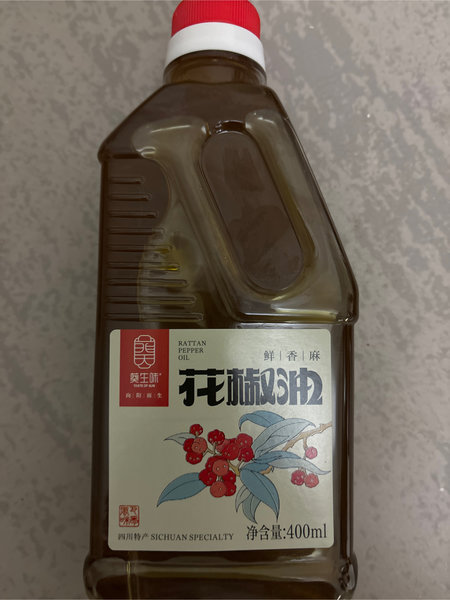 RATTAN
PEPPER
OIL
鲜香麻
葵生味
TASTE OF SUN
向阳而生
花椒油
四川特产 SICHUAN SPECIALTY
净含量:400ml